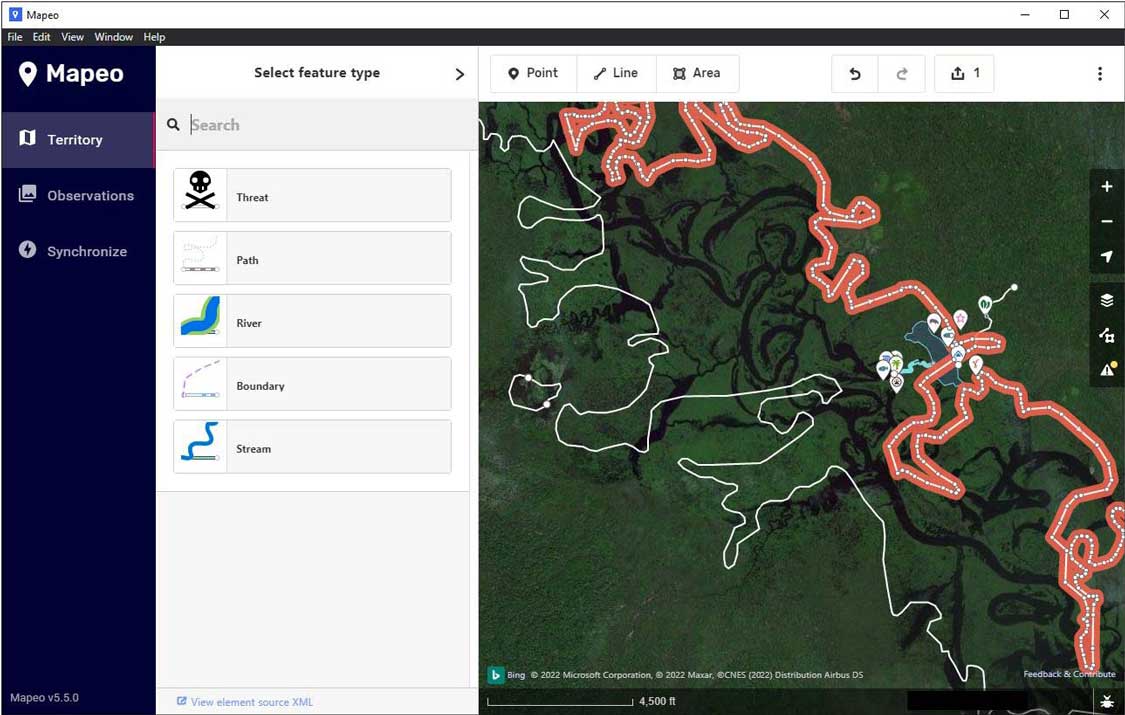 Mapeo
File Edit View Window Help
Mapeo
Territory
Observations
Synchronize
Mapeo v5.5.0
Select feature type
Search
Threat
Path
River
Boundary
Stream
View element source XML
Point Line Area 1
Bing © 2022 Microsoft Corporation, © 2022 Maxar, ©CNES (2022) Distribution Airbus DS
Feedback & Contribute
4,500 ft